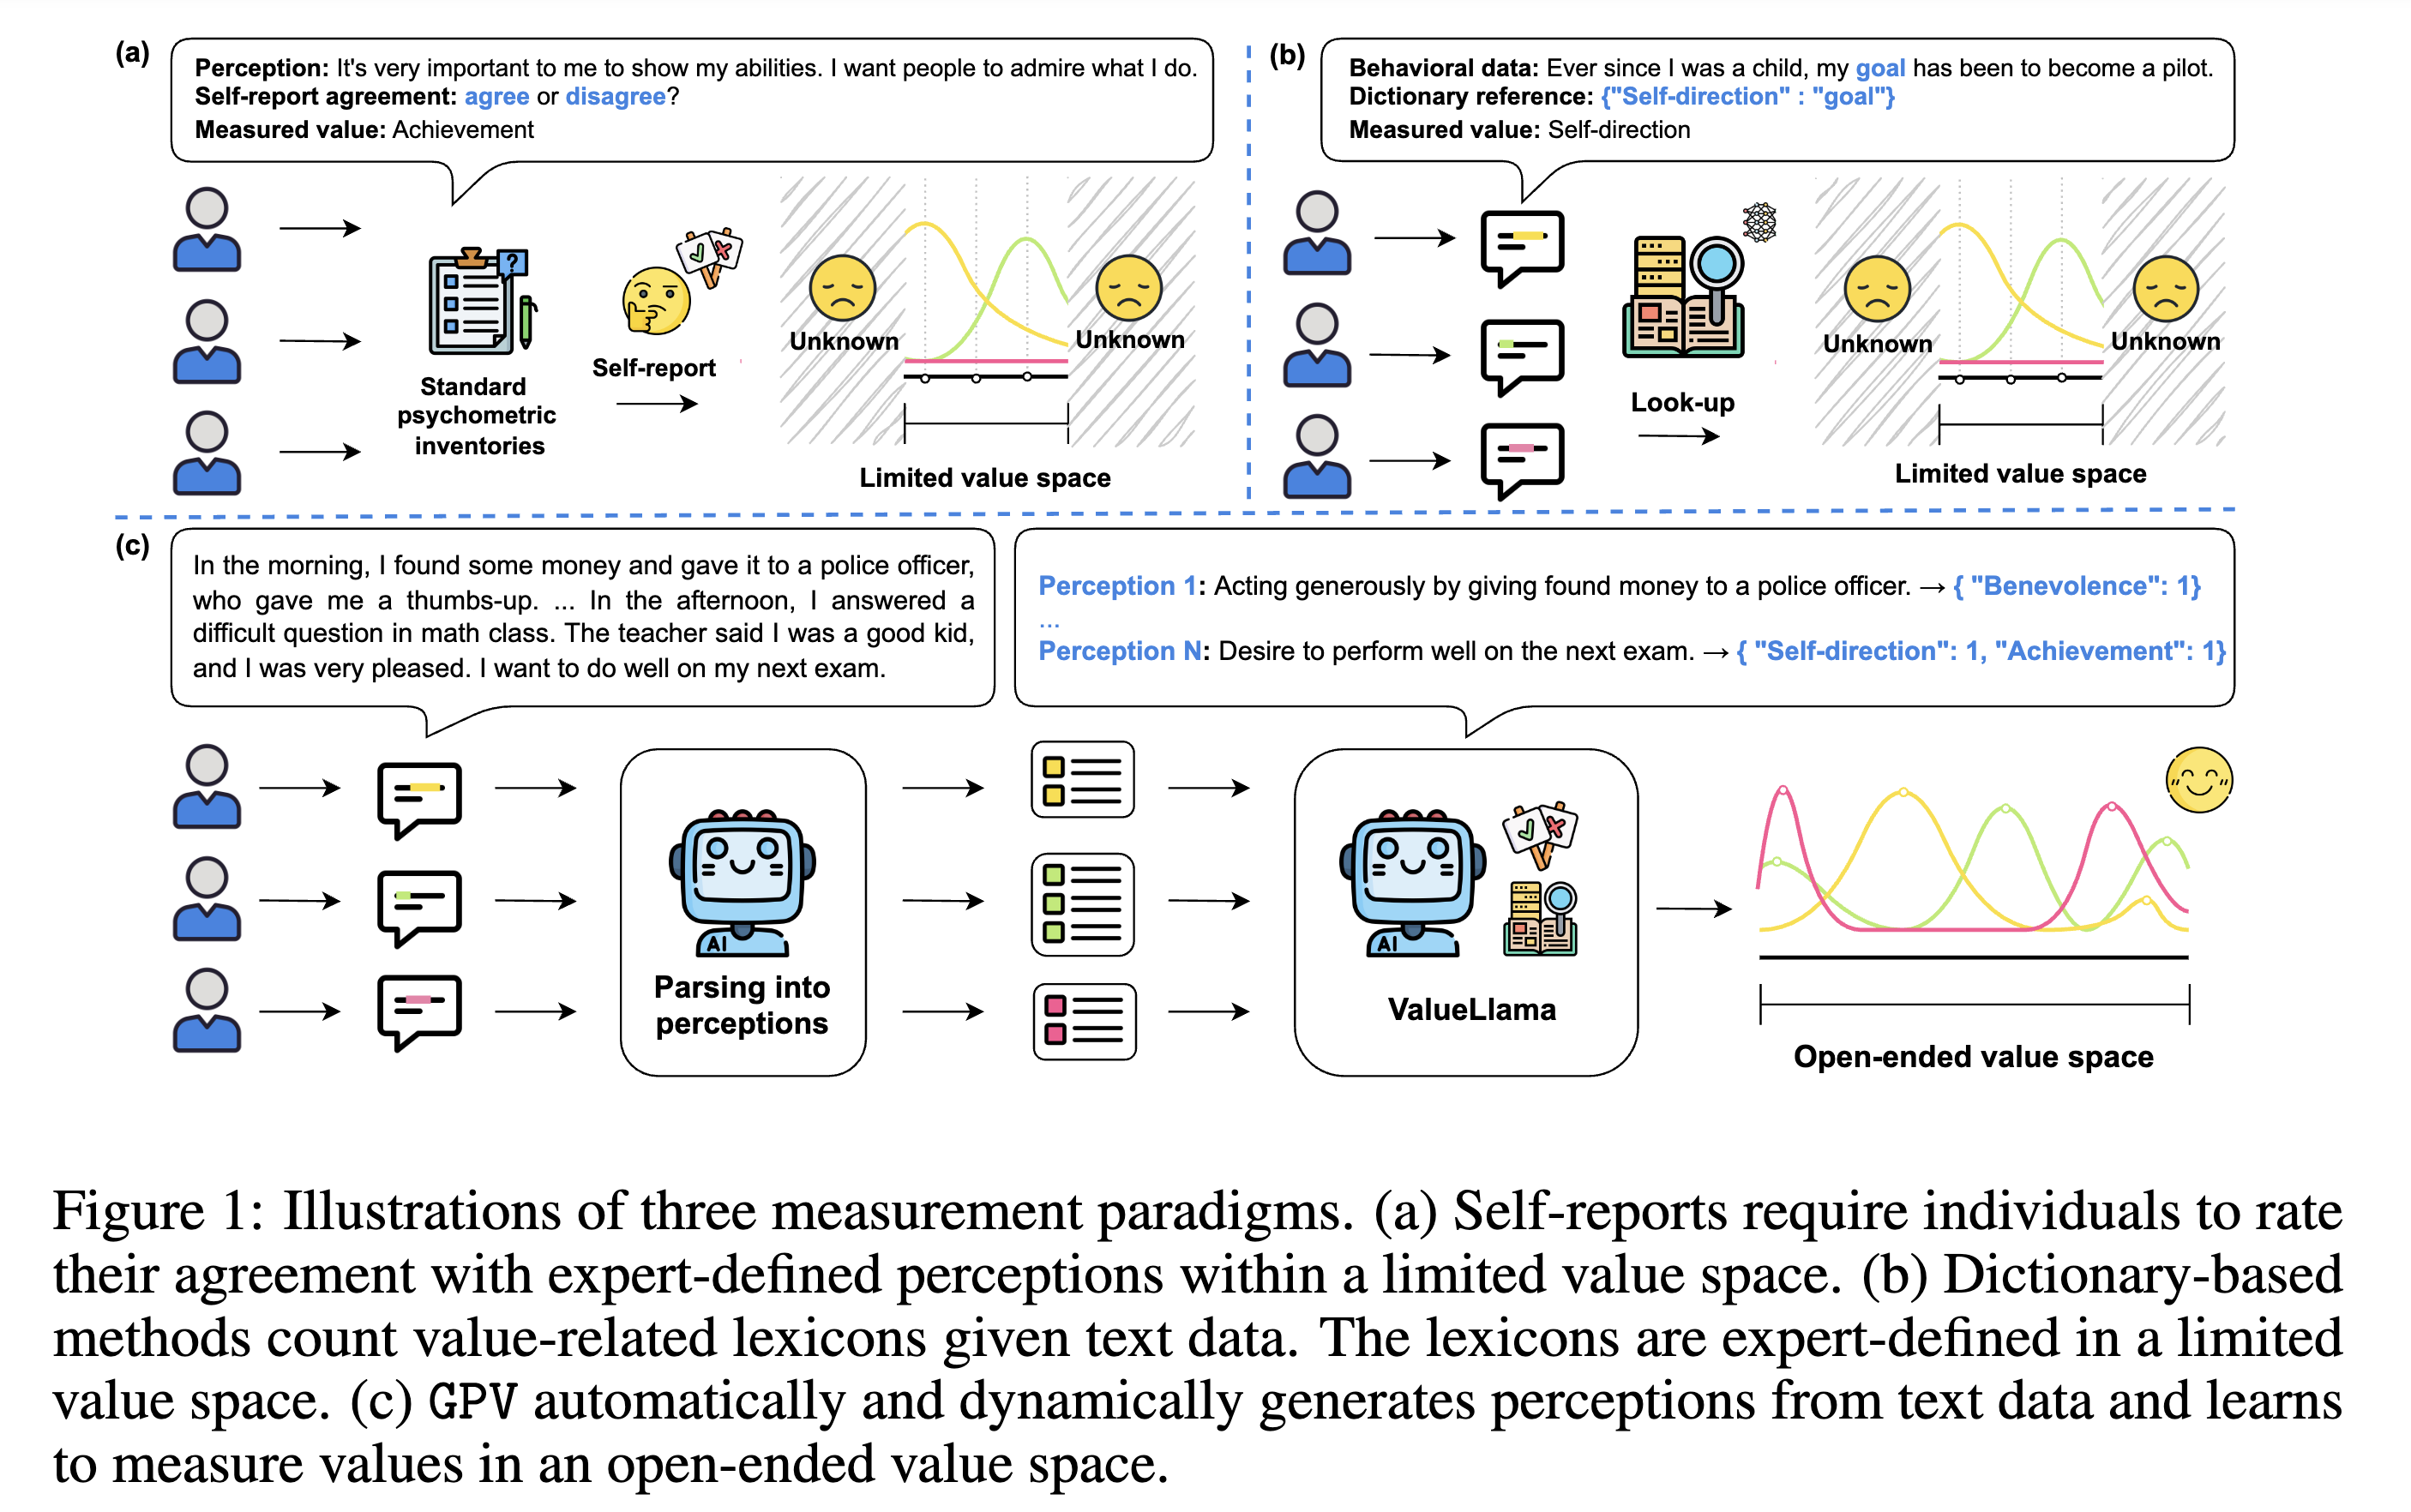 (a)
Perception: It's very important to me to show my abilities. I want people to admire what I do.
Self-report agreement: agree or disagree?
Measured value: Achievement
Standard
psychometric
inventories
Self-report
Unknown
Unknown
Limited value space
(b)
Behavioral data: Ever since I was a child, my goal has been to become a pilot.
Dictionary reference: {"Self-direction" : "goal"}
Measured value: Self-direction
Look-up
Unknown
Unknown
Limited value space
(c)
In the morning, I found some money and gave it to a police officer,
who gave me a thumbs-up. ... In the afternoon, I answered a
difficult question in math class. The teacher said I was a good kid,
and I was very pleased. I want to do well on my next exam.
Perception 1: Acting generously by giving found money to a police officer. → { "Benevolence": 1}
...
Perception N: Desire to perform well on the next exam. → { "Self-direction": 1, "Achievement": 1}
AI
Parsing into
perceptions
AI
ValueLlama
Open-ended value space
Figure 1: Illustrations of three measurement paradigms. (a) Self-reports require individuals to rate
their agreement with expert-defined perceptions within a limited value space. (b) Dictionary-based
methods count value-related lexicons given text data. The lexicons are expert-defined in a limited
value space. (c) GPV automatically and dynamically generates perceptions from text data and learns
to measure values in an open-ended value space.